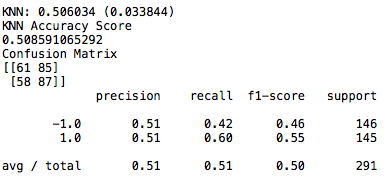 KNN: 0.506034 (0.033844)
KNN Accuracy Score
0.508591065292
Confusion Matrix
[[61 85]
 [58 87]]
precision recall f1-score support
-1.0 0.51 0.42 0.46 146
1.0 0.51 0.60 0.55 145
avg / total 0.51 0.51 0.50 291